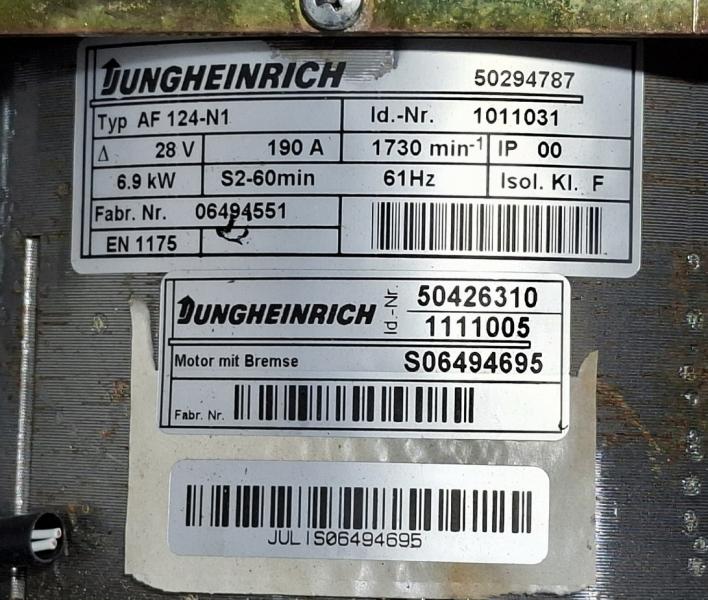 JUNGHEINRICH 50294787
Typ AF 124-N1 Id.-Nr. 1011031
Δ 28 V 190 A 1730 min⁻¹ IP 00
6.9 kW S2-60min 61Hz Isol. Kl. F
Fabr. Nr. 06494551
EN 1175
JUNGHEINRICH Id.-Nr. 50426310
1111005
Motor mit Bremse S06494695
Fabr. Nr.
JULIS06494695